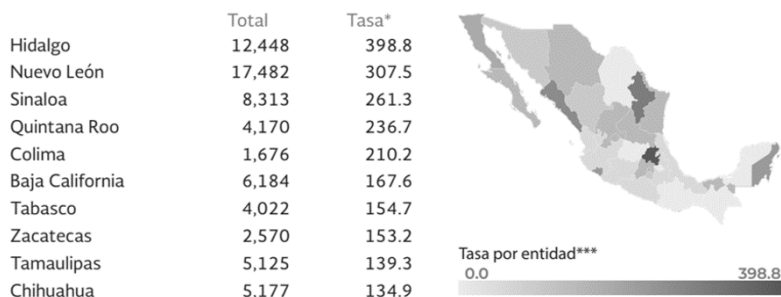 Total Tasa*
Hidalgo 12,448 398.8
Nuevo León 17,482 307.5
Sinaloa 8,313 261.3
Quintana Roo 4,170 236.7
Colima 1,676 210.2
Baja California 6,184 167.6
Tabasco 4,022 154.7
Zacatecas 2,570 153.2
Tamaulipas 5,125 139.3
Chihuahua 5,177 134.9
Tasa por entidad***
0.0 398.8